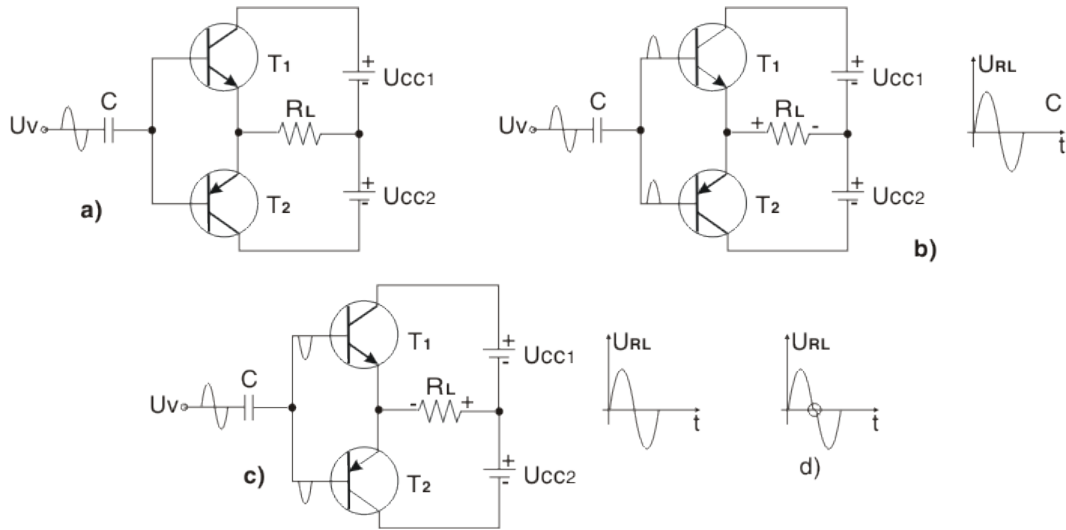 Uv
C
T1
T2
RL
+
-
Ucc1
+
-
Ucc2
a)
Uv
C
T1
T2
+ RL -
+
-
Ucc1
+
-
Ucc2
b)
URL
C
t
Uv
C
T1
T2
- RL +
+
-
Ucc1
+
-
Ucc2
c)
URL
t
URL
t
d)